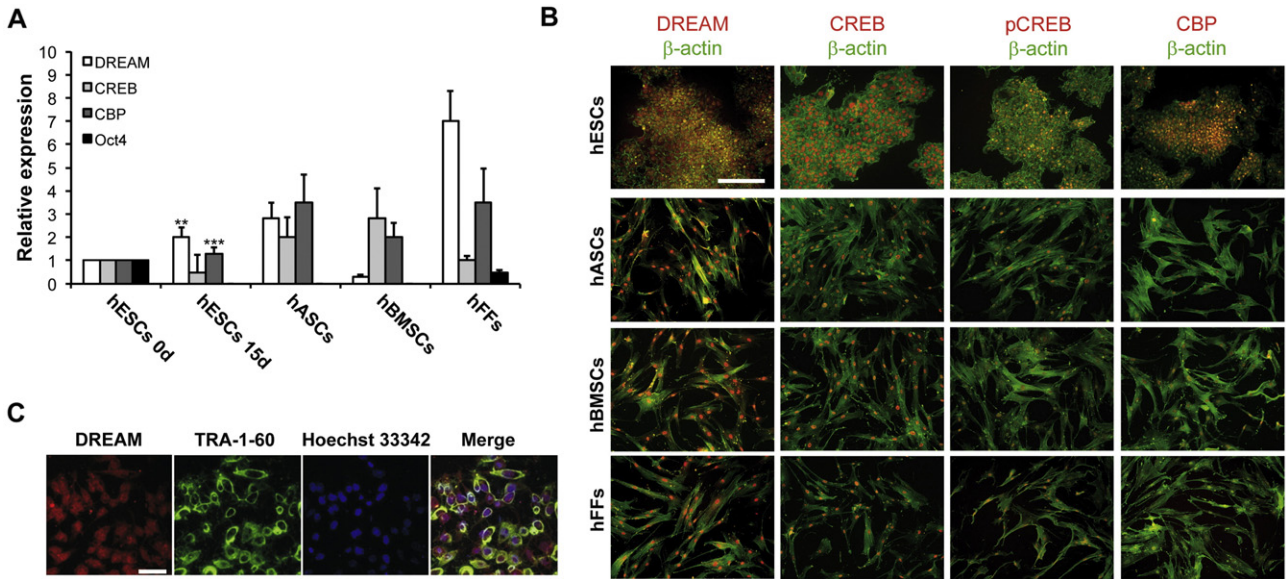 A
Relative expression
10
9
8
7
6
5
4
3
2
1
0
DREAM
CREB
CBP
Oct4
**
***
hESCs 0d
hESCs 15d
hASCs
hBMSCs
hFFs
B
DREAM
β-actin
CREB
β-actin
pCREB
β-actin
CBP
β-actin
hESCs
hASCs
hBMSCs
hFFs
C
DREAM
TRA-1-60
Hoechst 33342
Merge